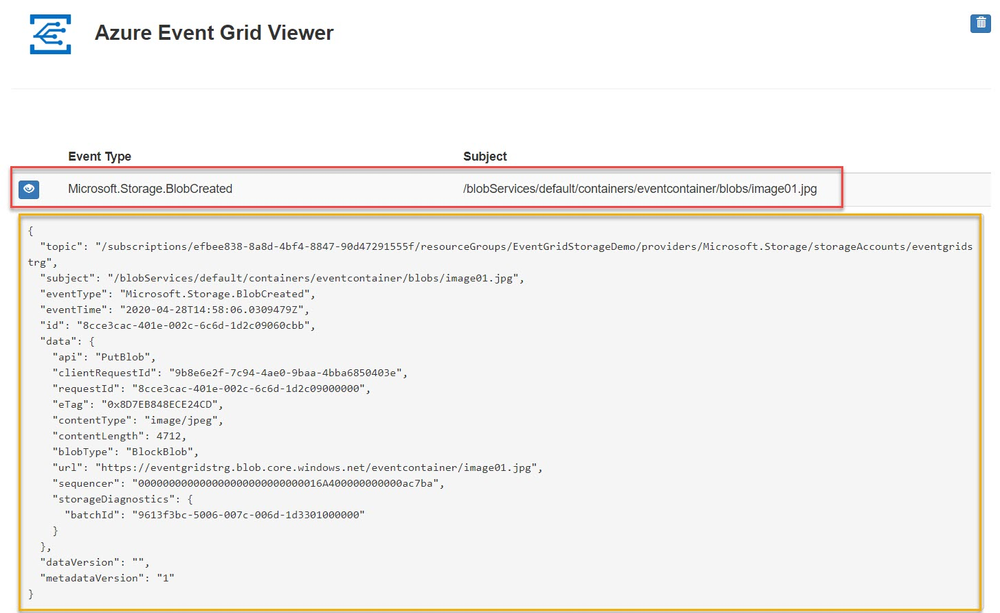 Azure Event Grid Viewer
Event Type Subject
Microsoft.Storage.BlobCreated /blobServices/default/containers/eventcontainer/blobs/image01.jpg
{
  "topic": "/subscriptions/efbee838-8a8d-4bf4-8847-90d47291555f/resourceGroups/EventGridStorageDemo/providers/Microsoft.Storage/storageAccounts/eventgrids
trg",
  "subject": "/blobServices/default/containers/eventcontainer/blobs/image01.jpg",
  "eventType": "Microsoft.Storage.BlobCreated",
  "eventTime": "2020-04-28T14:58:06.0309479Z",
  "id": "8cce3cac-401e-002c-6c6d-1d2c09060cbb",
  "data": {
    "api": "PutBlob",
    "clientRequestId": "9b8e6e2f-7c94-4ae0-9baa-4bba6850403e",
    "requestId": "8cce3cac-401e-002c-6c6d-1d2c09000000",
    "eTag": "0x8D7EB848ECE24CD",
    "contentType": "image/jpeg",
    "contentLength": 4712,
    "blobType": "BlockBlob",
    "url": "https://eventgridstrg.blob.core.windows.net/eventcontainer/image01.jpg",
    "sequencer": "00000000000000000000000000016A400000000000ac7ba",
    "storageDiagnostics": {
      "batchId": "9613f3bc-5006-007c-006d-1d3301000000"
    }
  },
  "dataVersion": "",
  "metadataVersion": "1"
}